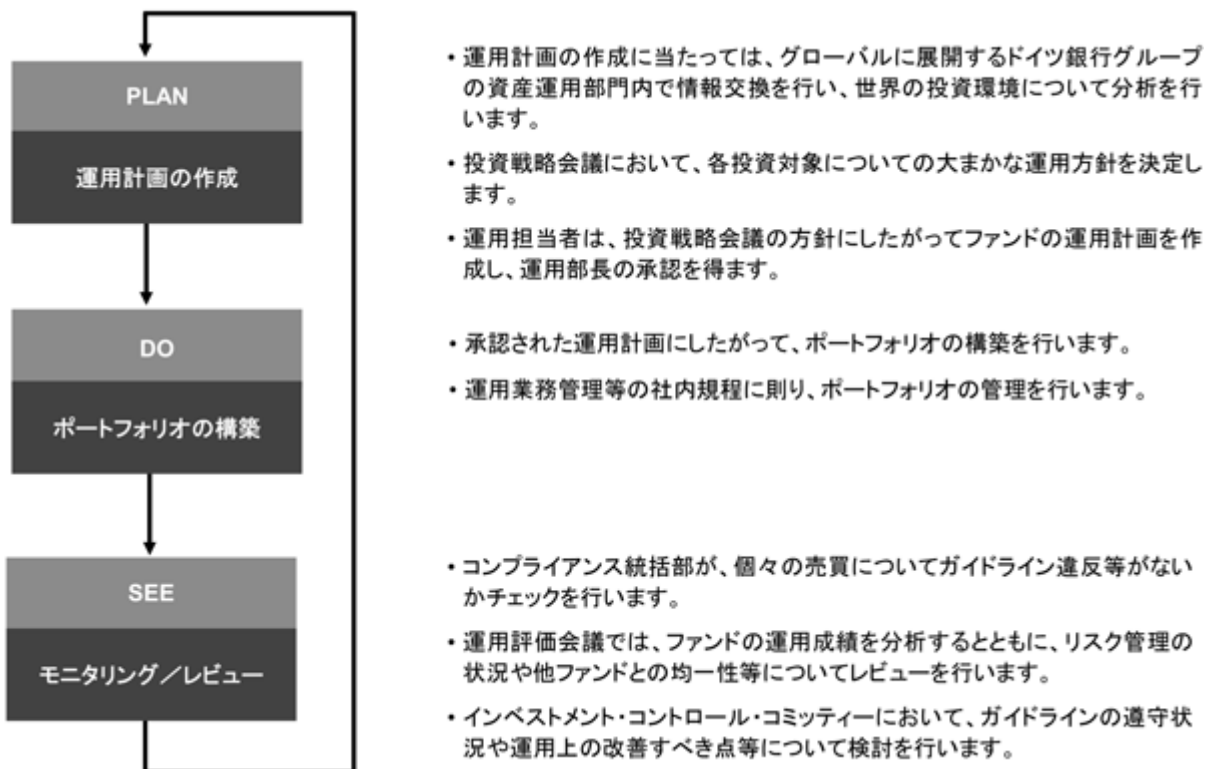 PLAN
運用計画の作成
・運用計画の作成に当たっては、グローバルに展開するドイツ銀行グループ
の資産運用部門内で情報交換を行い、世界の投資環境について分析を行
います。
・投資戦略会議において、各投資対象についての大まかな運用方針を決定し
ます。
・運用担当者は、投資戦略会議の方針にしたがってファンドの運用計画を作
成し、運用部長の承認を得ます。
DO
ポートフォリオの構築
・承認された運用計画にしたがって、ポートフォリオの構築を行います。
・運用業務管理等の社内規程に則り、ポートフォリオの管理を行います。
SEE
モニタリング／レビュー
・コンプライアンス統括部が、個々の売買についてガイドライン違反等がない
かチェックを行います。
・運用評価会議では、ファンドの運用成績を分析するとともに、リスク管理の
状況や他ファンドとの均一性等についてレビューを行います。
・インベストメント・コントロール・コミッティーにおいて、ガイドラインの遵守状
況や運用上の改善すべき点等について検討を行います。